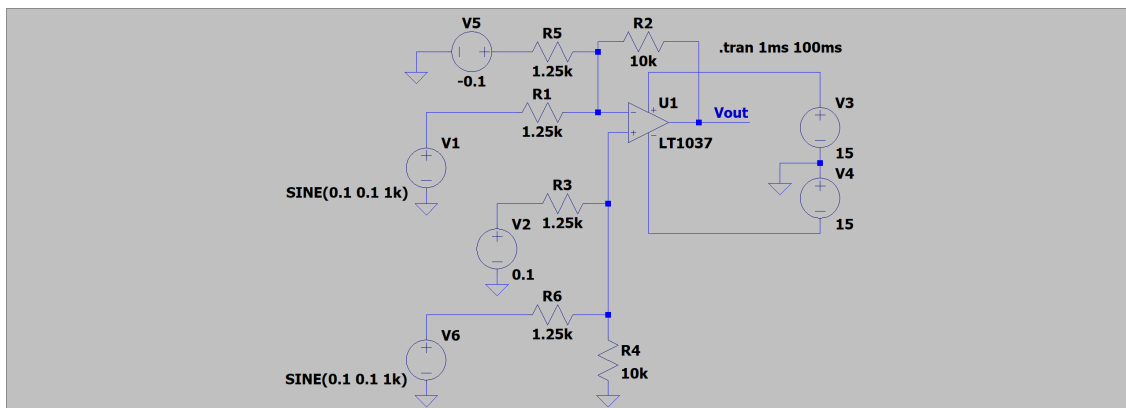 V5
R2
.tran 1ms 100ms
R5
-0.1
1.25k
10k
R1
U1
Vout
V3
1.25k
LT1037
V1
15
SINE(0.1 0.1 1k)
V4
R3
V2
1.25k
15
0.1
R6
V6
1.25k
R4
SINE(0.1 0.1 1k)
10k